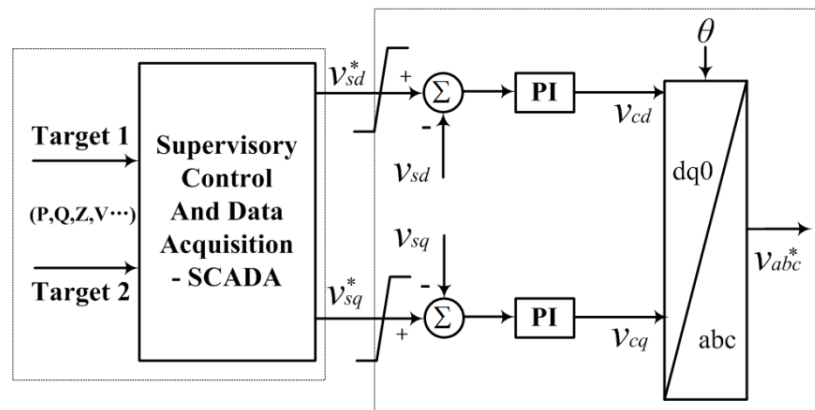 Target 1
(P,Q,Z,V···)
Target 2
Supervisory
Control
And Data
Acquisition
- SCADA
v*sd
+
Σ
-
vsd
PI
vcd
θ
dq0
abc
v*abc
vsq
-
v*sq
+
Σ
PI
vcq